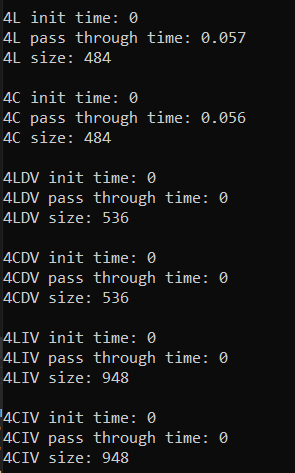 4L init time: 0
4L pass through time: 0.057
4L size: 484
4C init time: 0
4C pass through time: 0.056
4C size: 484
4LDV init time: 0
4LDV pass through time: 0
4LDV size: 536
4CDV init time: 0
4CDV pass through time: 0
4CDV size: 536
4LIV init time: 0
4LIV pass through time: 0
4LIV size: 948
4CIV init time: 0
4CIV pass through time: 0
4CIV size: 948